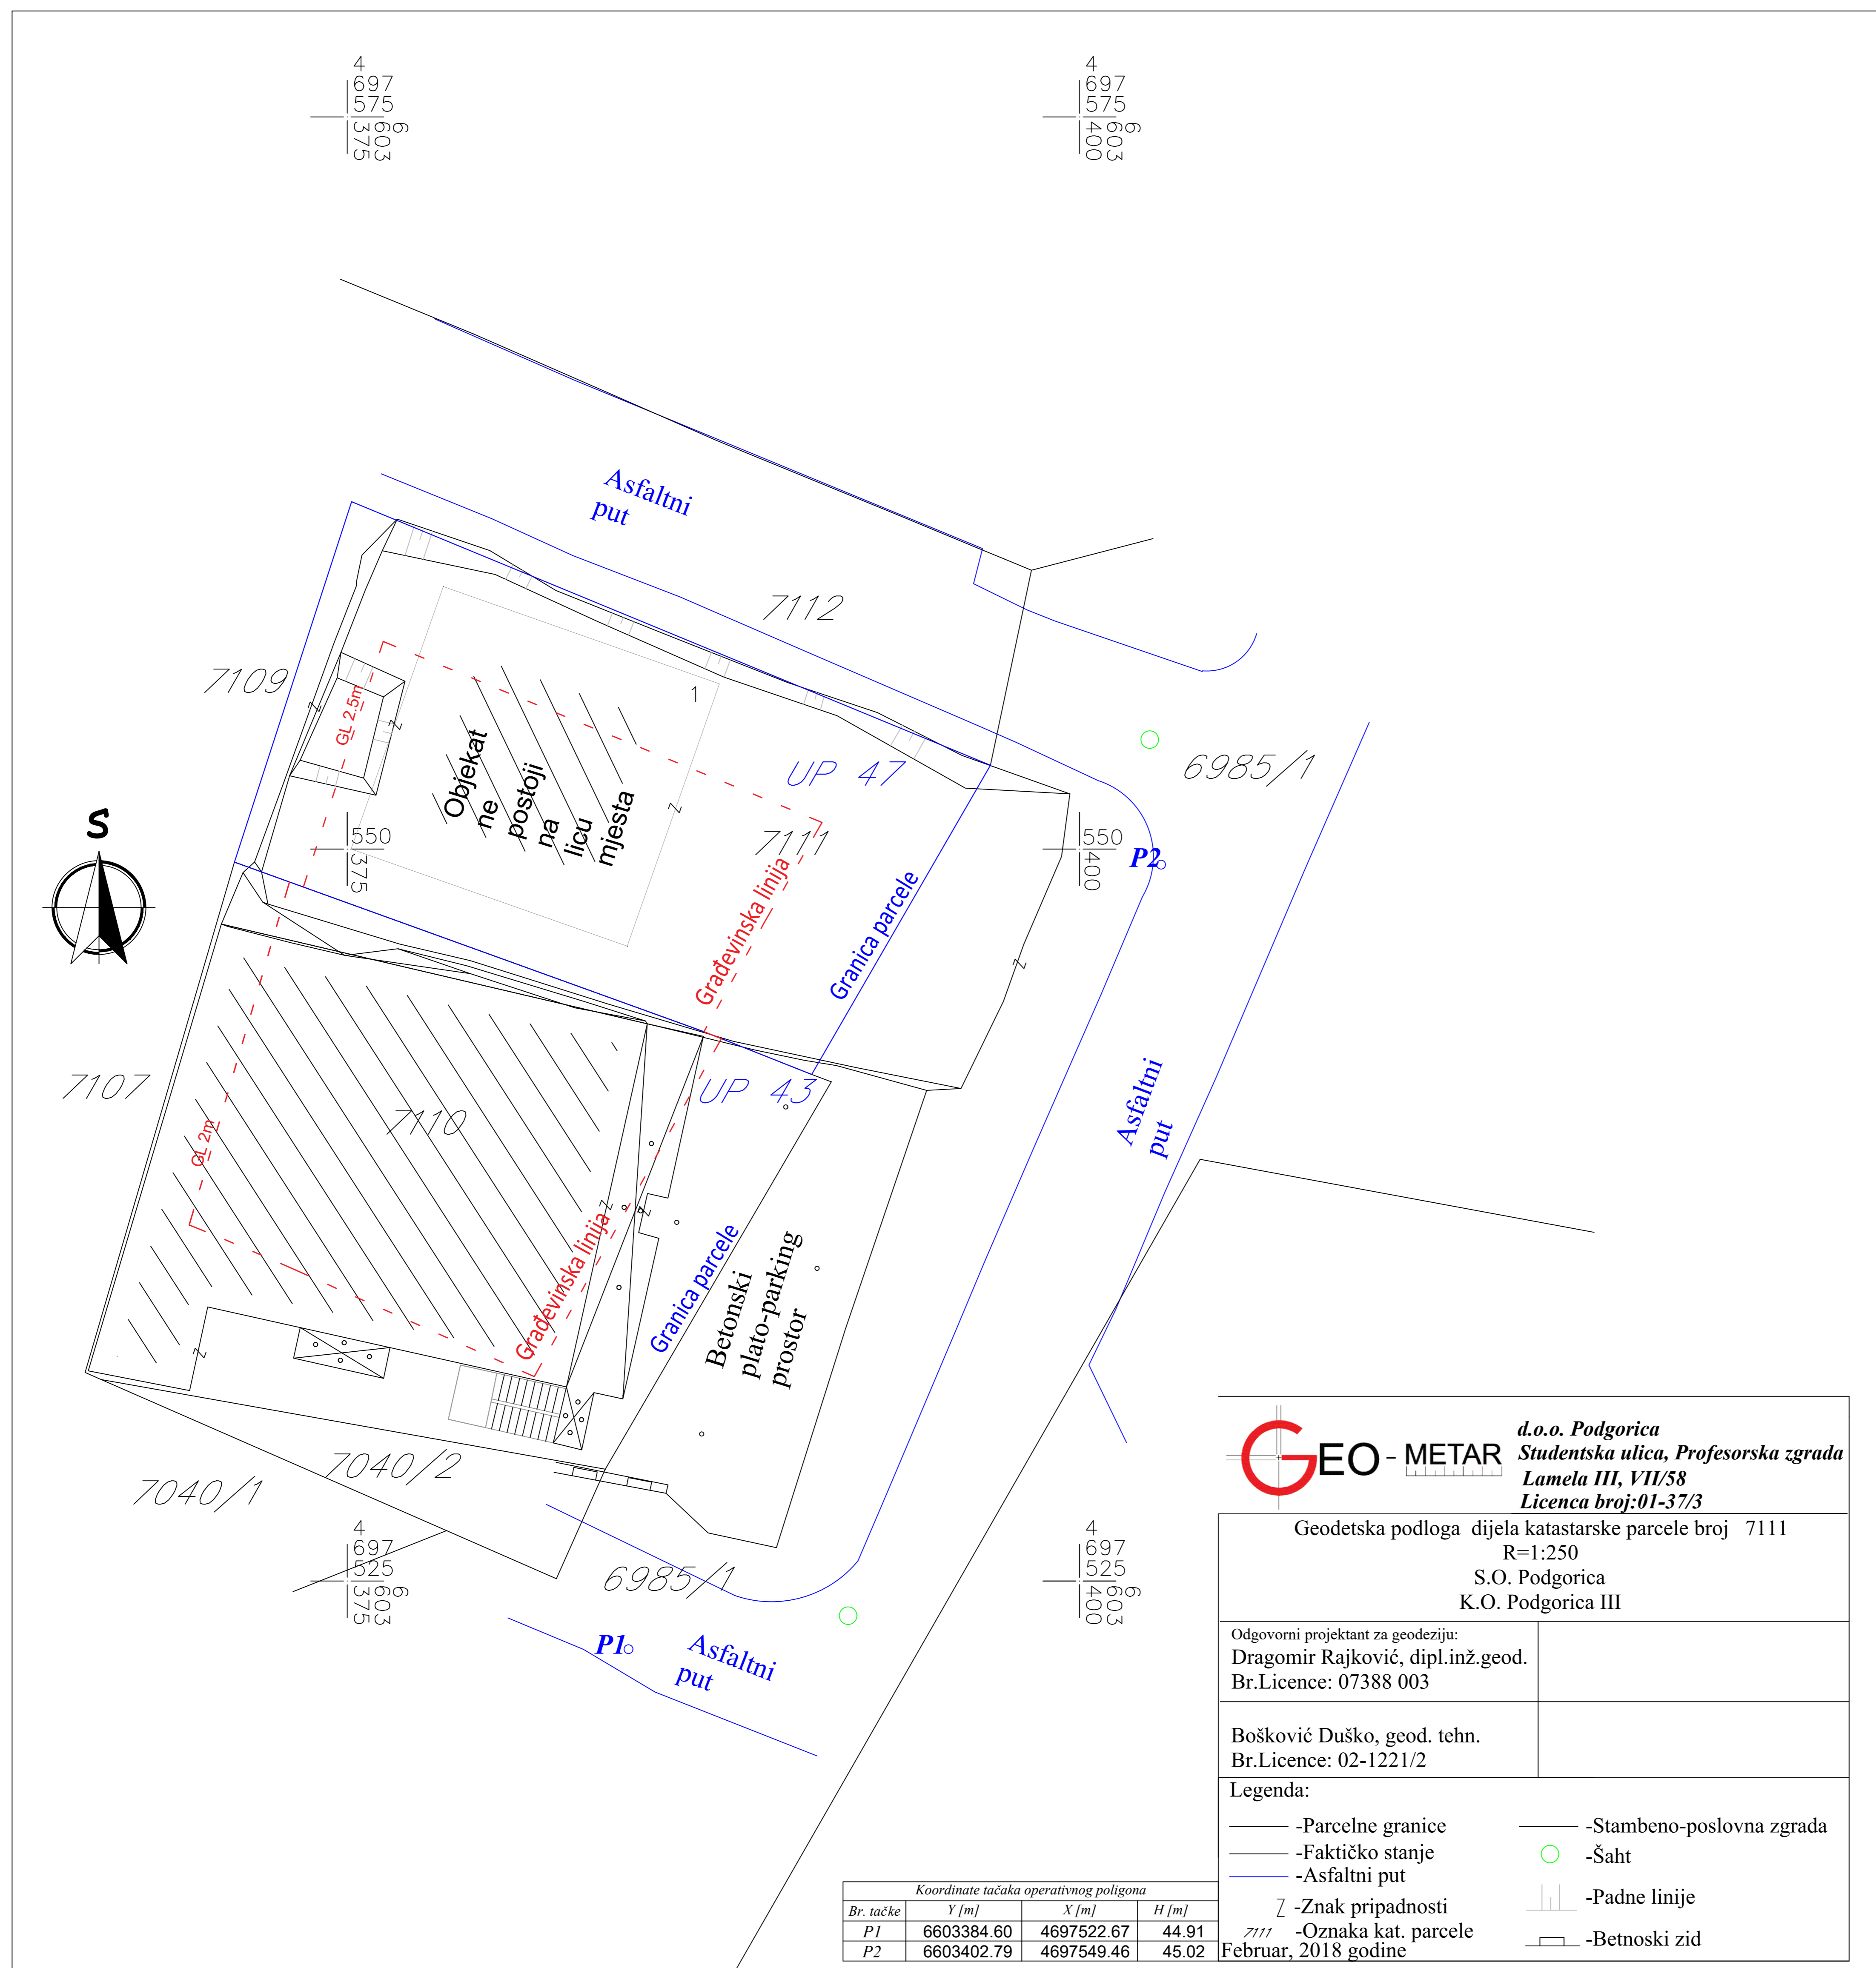 4
697
575
6
603
375
4
697
575
6
603
400
Asfaltni
put
7112
7109
GL 2.5m
1
Objekat
ne
postoji
na
licu
mjesta
UP 47
7111
6985/1
S
550
375
550
400
P2
Građevinska linija
Granica parcele
UP 43
7107
7110
GL 2m
Asfaltni
put
Građevinska linija
Granica parcele
Betonski
plato-parking
prostor
7040/2
7040/1
4
697
525
6
603
375
4
697
525
6
603
400
6985/1
P1
Asfaltni
put
GEO - METAR
d.o.o. Podgorica
Studentska ulica, Profesorska zgrada
Lamela III, VII/58
Licenca broj:01-37/3
Geodetska podloga dijela katastarske parcele broj 7111
R=1:250
S.O. Podgorica
K.O. Podgorica III
Odgovorni projektant za geodeziju:
Dragomir Rajković, dipl.inž.geod.
Br.Licence: 07388 003
Bošković Duško, geod. tehn.
Br.Licence: 02-1221/2
Legenda:
-Parcelne granice
-Faktičko stanje
-Asfaltni put
Z -Znak pripadnosti
7111 -Oznaka kat. parcele
-Stambeno-poslovna zgrada
-Šaht
-Padne linije
-Betnoski zid
Februar, 2018 godine
Koordinate tačaka operativnog poligona
Br. tačke Y [m] X [m] H [m]
P1 6603384.60 4697522.67 44.91
P2 6603402.79 4697549.46 45.02